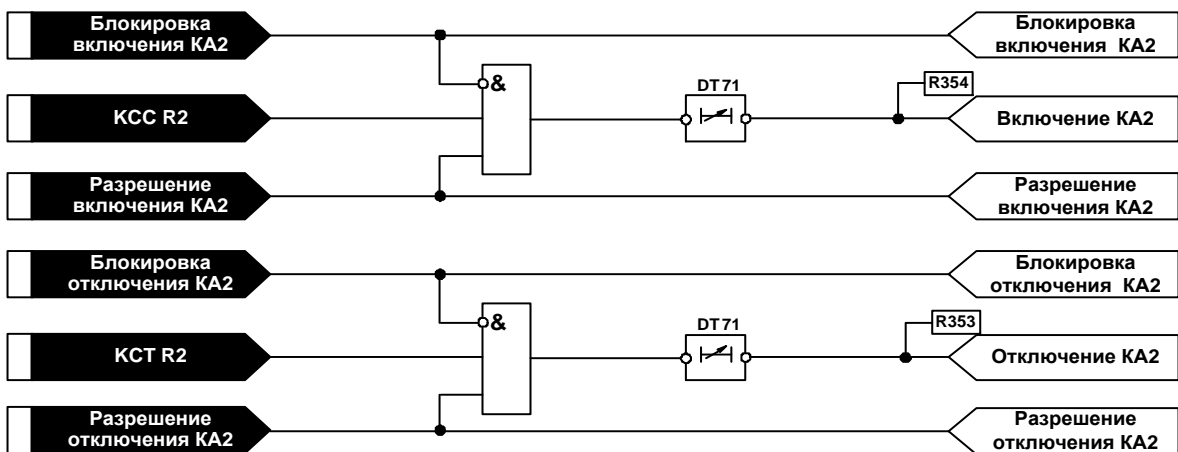 Блокировка
включения КА2
Блокировка
включения КА2
&
DT71
R354
KCC R2
Включение КА2
Разрешение
включения КА2
Разрешение
включения КА2
Блокировка
отключения КА2
Блокировка
отключения КА2
&
DT71
R353
KCT R2
Отключение КА2
Разрешение
отключения КА2
Разрешение
отключения КА2